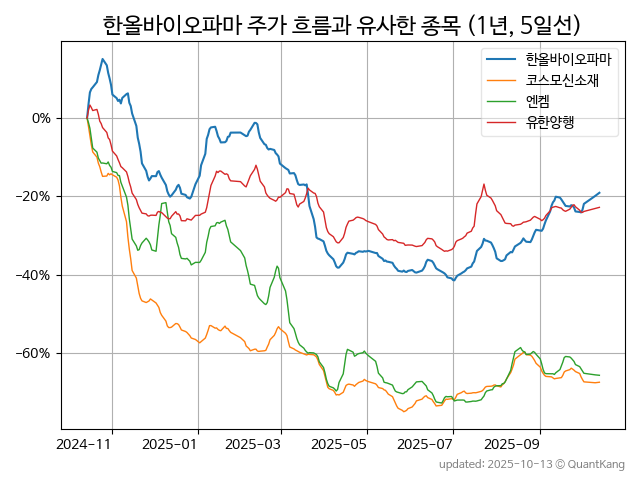 한올바이오파마 주가 흐름과 유사한 종목 (1년, 5일선)
한올바이오파마
코스모신소재
엔켐
유한양행
0%
−20%
−40%
−60%
2024-11 2025-01 2025-03 2025-05 2025-07 2025-09
updated: 2025-10-13 © QuantKang